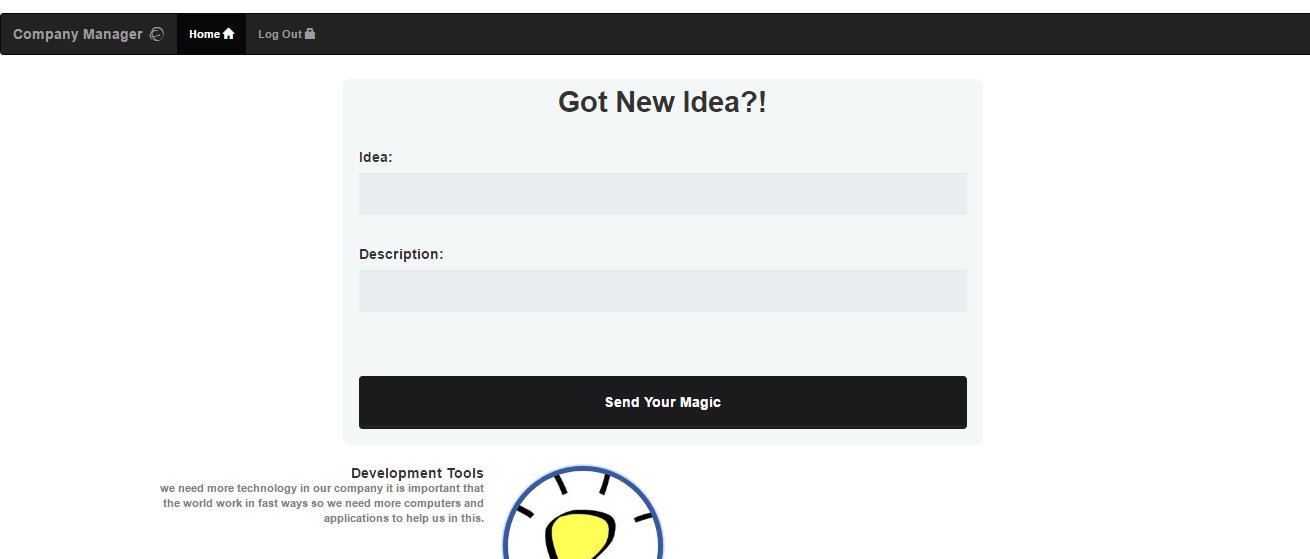 Company Manager
Home
Log Out
Got New Idea?!
Idea:
Description:
Send Your Magic
Development Tools
we need more technology in our company it is important that
the world work in fast ways so we need more computers and
applications to help us in this.